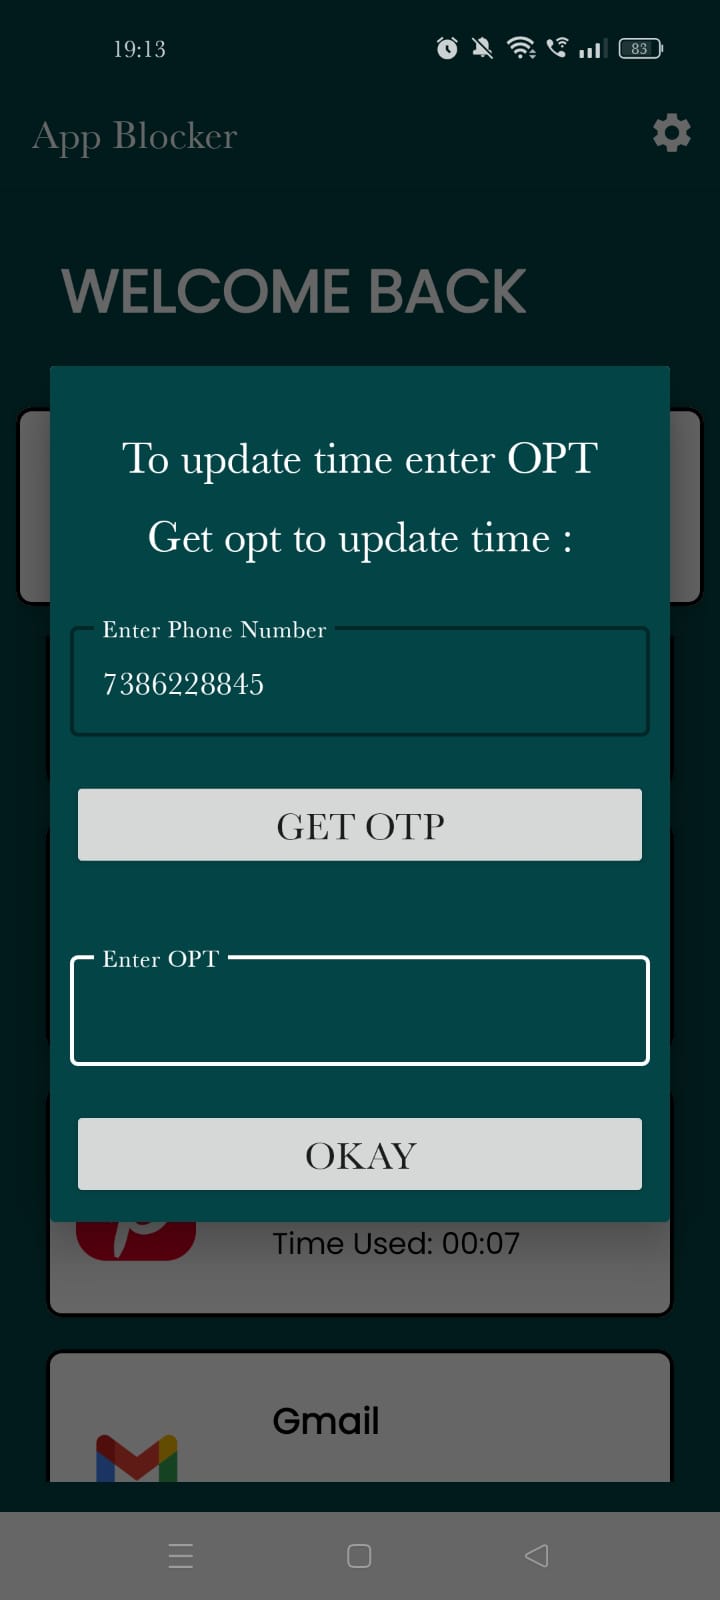 19:13
83
App Blocker
WELCOME BACK
To update time enter OPT
Get opt to update time :
Enter Phone Number
7386228845
GET OTP
Enter OPT
OKAY
Time Used: 00:07
Gmail